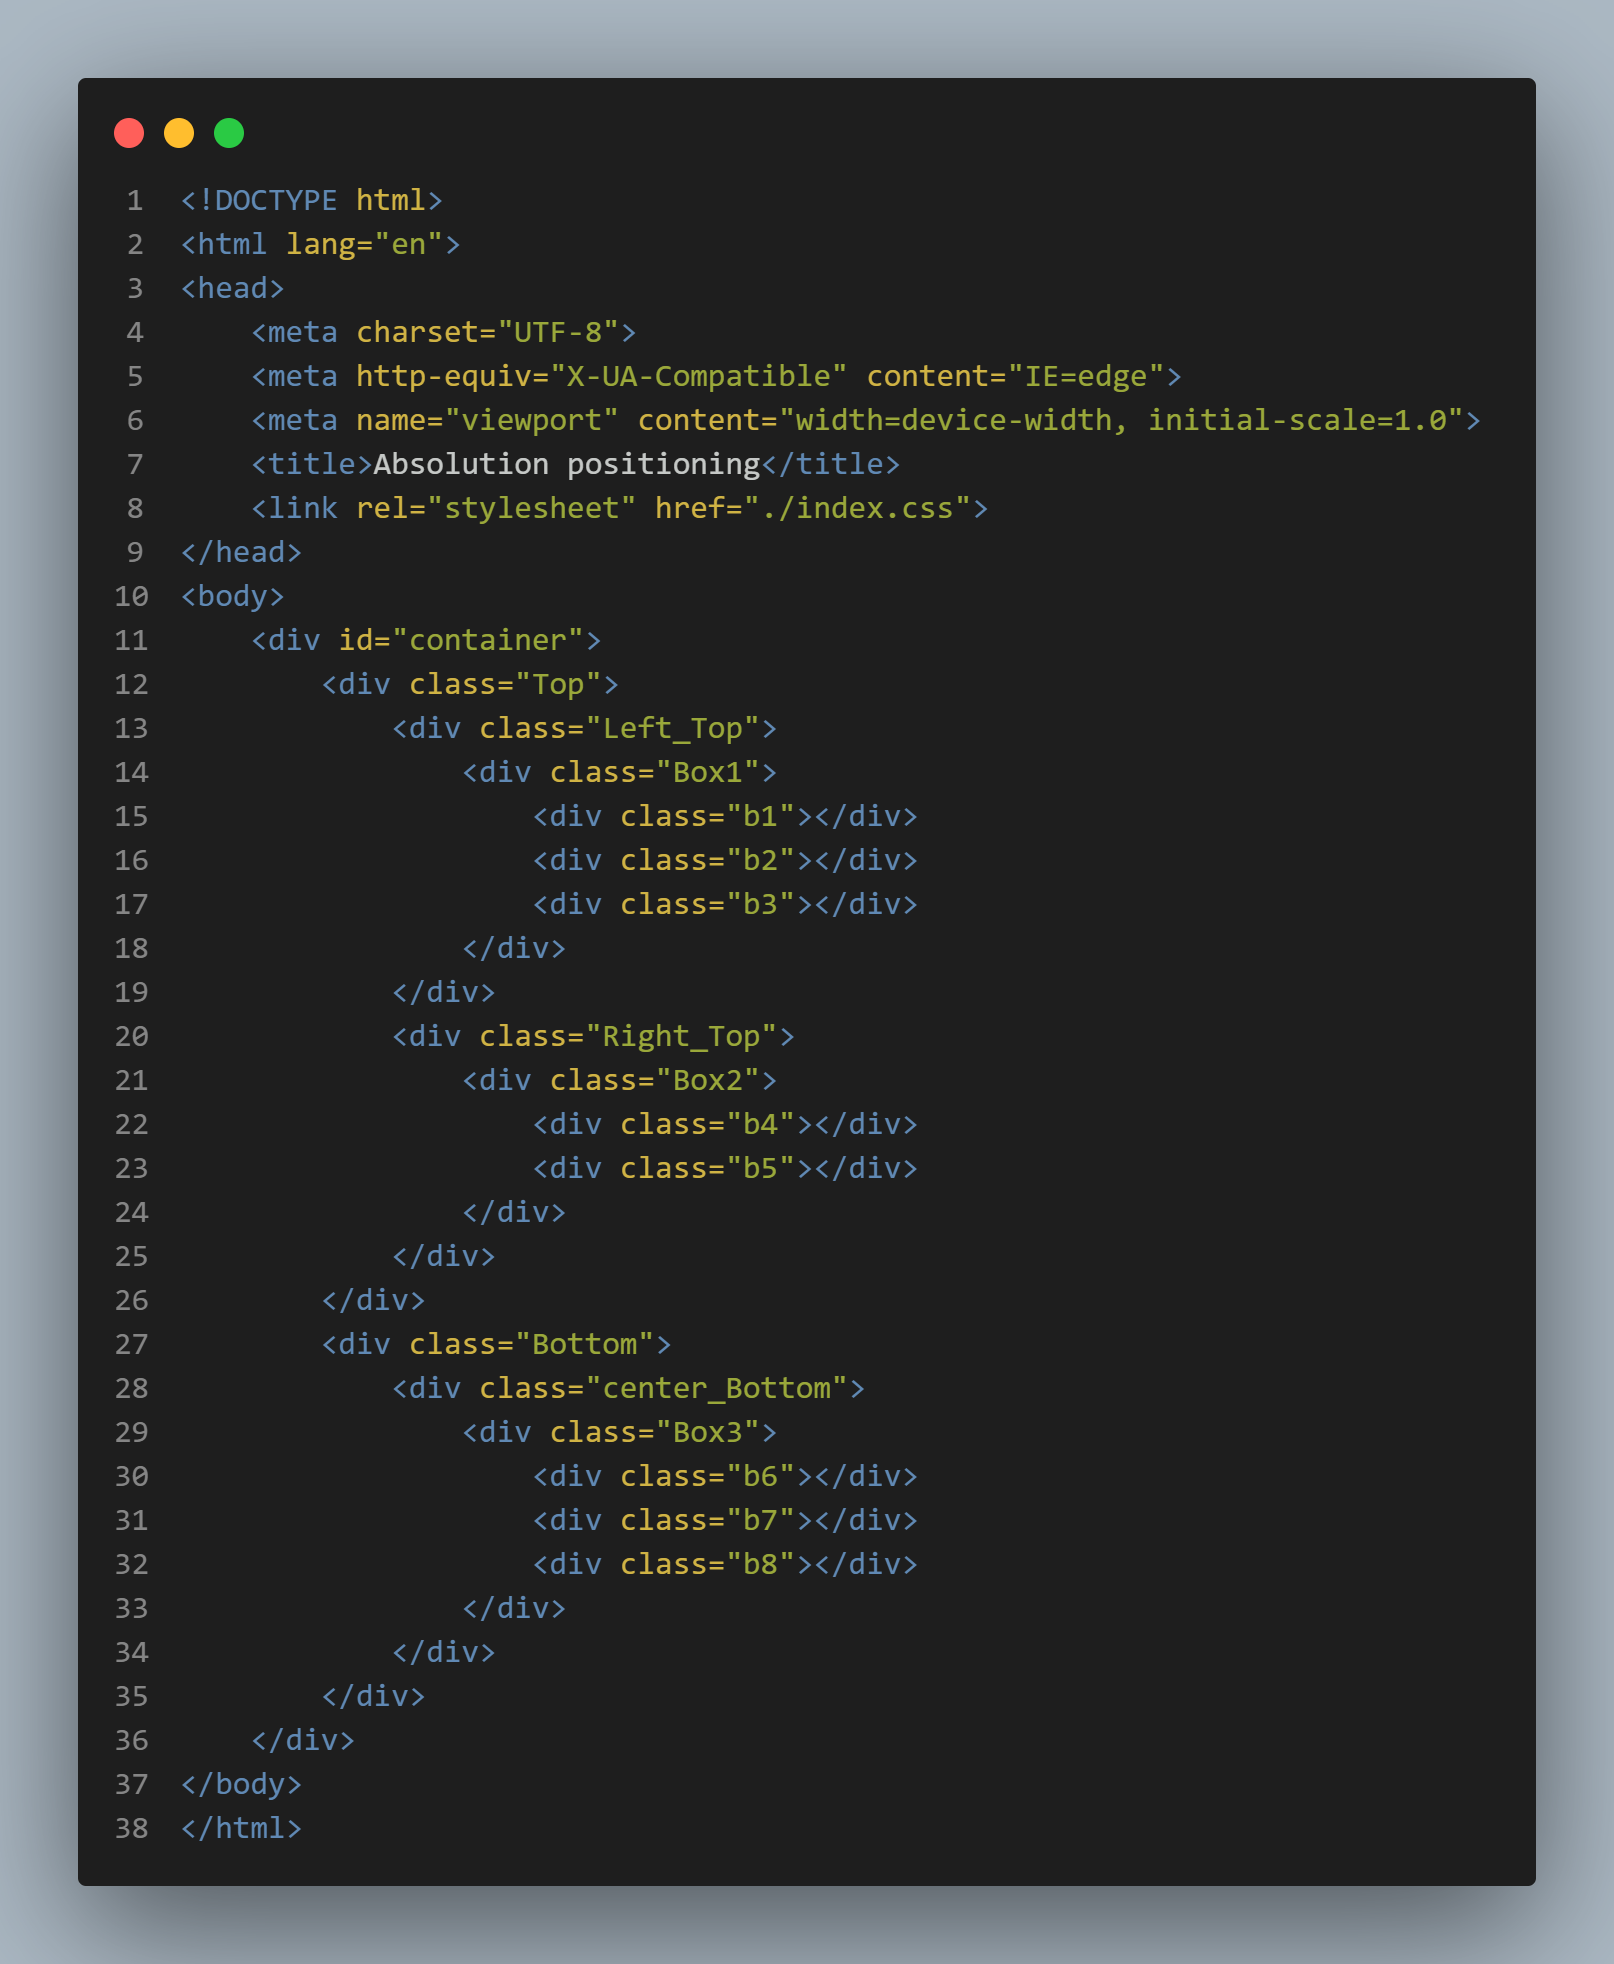 1 <!DOCTYPE html>
2 <html lang="en">
3 <head>
4     <meta charset="UTF-8">
5     <meta http-equiv="X-UA-Compatible" content="IE=edge">
6     <meta name="viewport" content="width=device-width, initial-scale=1.0">
7     <title>Absolution positioning</title>
8     <link rel="stylesheet" href="./index.css">
9 </head>
10 <body>
11     <div id="container">
12         <div class="Top">
13             <div class="Left_Top">
14                 <div class="Box1">
15                     <div class="b1"></div>
16                     <div class="b2"></div>
17                     <div class="b3"></div>
18                 </div>
19             </div>
20             <div class="Right_Top">
21                 <div class="Box2">
22                     <div class="b4"></div>
23                     <div class="b5"></div>
24                 </div>
25             </div>
26         </div>
27         <div class="Bottom">
28             <div class="center_Bottom">
29                 <div class="Box3">
30                     <div class="b6"></div>
31                     <div class="b7"></div>
32                     <div class="b8"></div>
33                 </div>
34             </div>
35         </div>
36     </div>
37 </body>
38 </html>